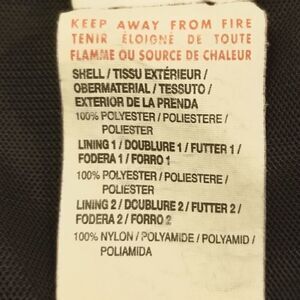 KEEP AWAY FROM FIRE
TENIR ÉLOIGNÉ DE TOUTE
FLAMME OU SOURCE DE CHALEUR
SHELL / TISSU EXTÉRIEUR /
OBERMATERIAL / TESSUTO /
EXTERIOR DE LA PRENDA
100% POLYESTER / POLIESTERE /
POLIESTER
LINING 1 / DOUBLURE 1 / FUTTER 1 /
FODERA 1 / FORRO 1
100% POLYESTER / POLIESTERE /
POLIESTER
LINING 2 / DOUBLURE 2 / FUTTER 2 /
FODERA 2 / FORRO 2
100% NYLON / POLYAMIDE / POLYAMID /
POLIAMIDA